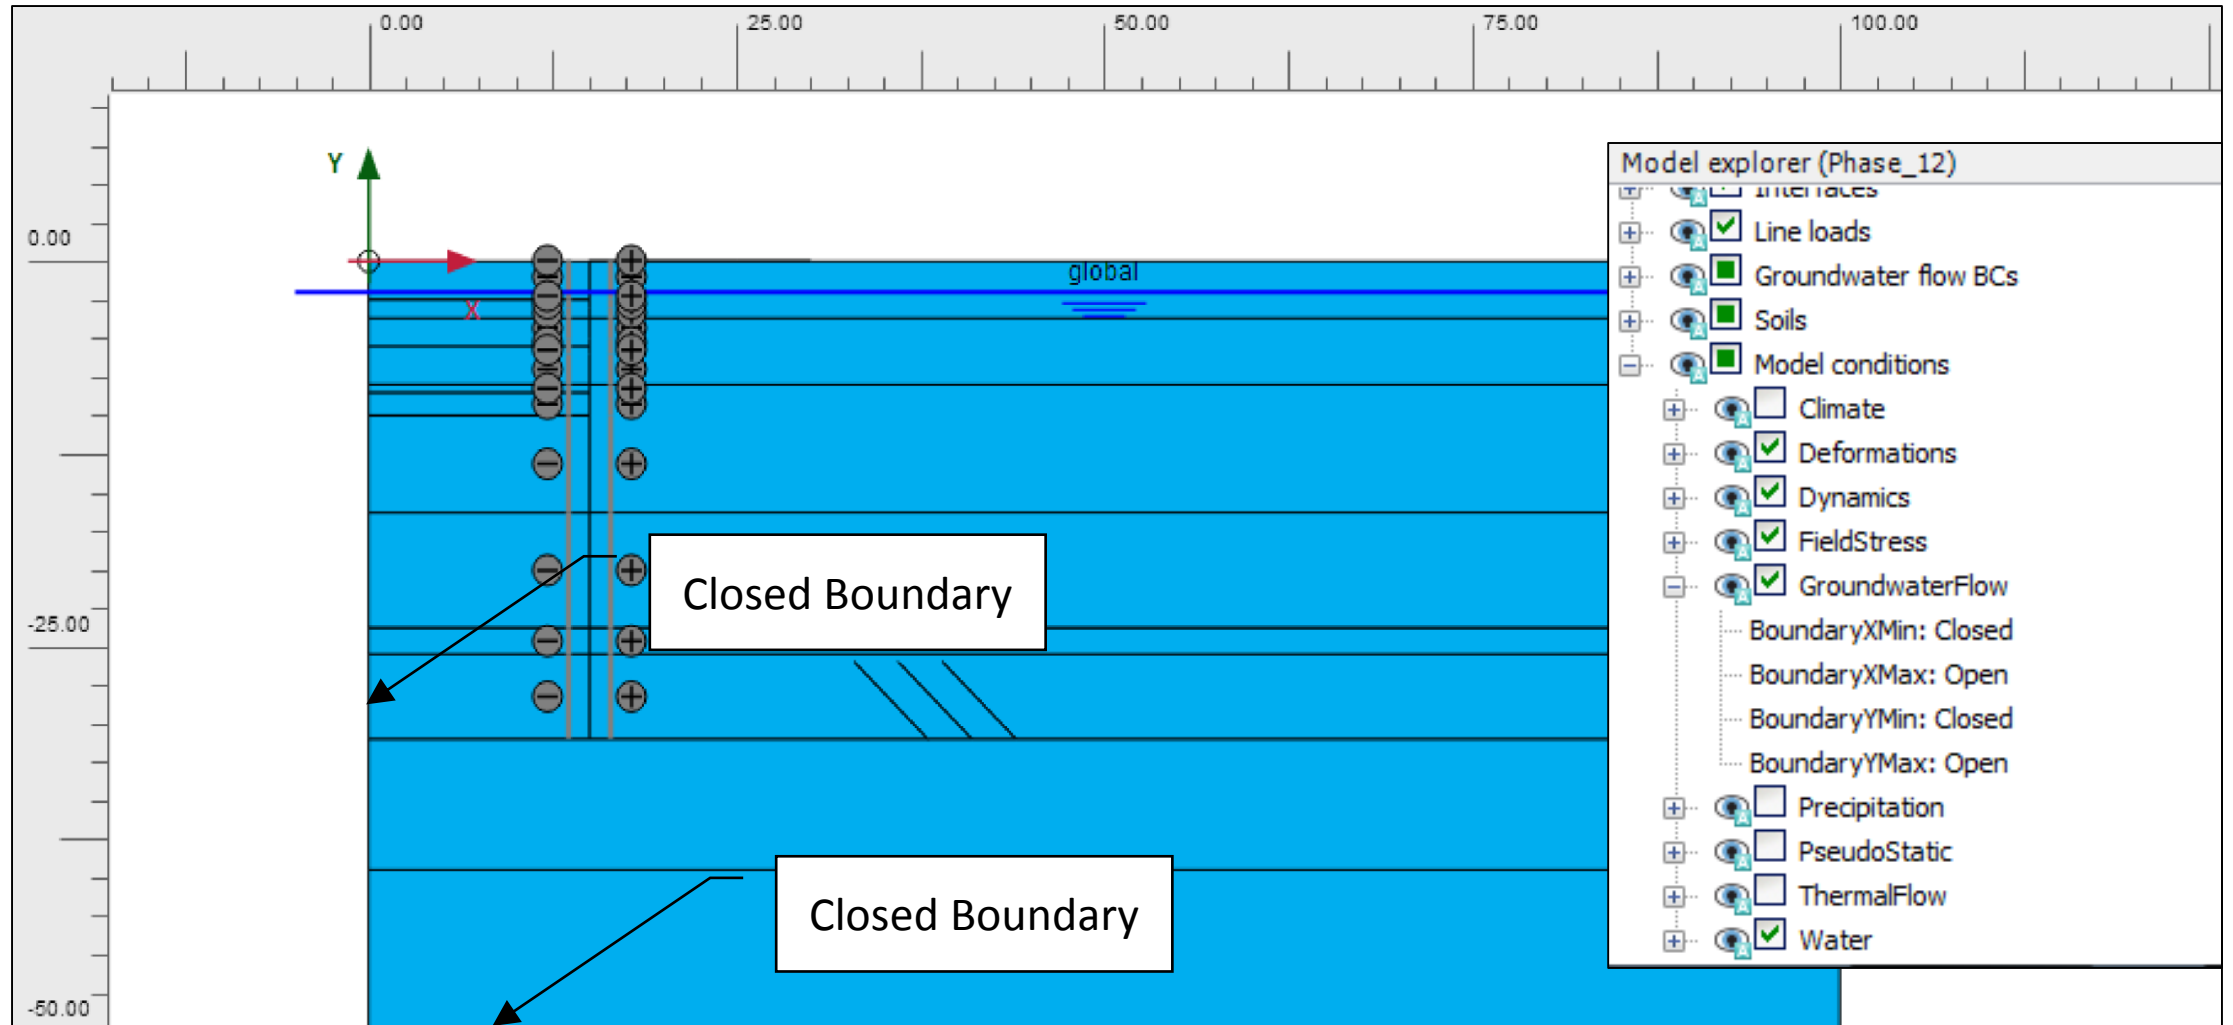 0.00 25.00 50.00 75.00 100.00
Y
0.00
X
global
-25.00
-50.00
Closed Boundary
Closed Boundary
Model explorer (Phase_12)
Interfaces
Line loads
Groundwater flow BCs
Soils
Model conditions
Climate
Deformations
Dynamics
FieldStress
GroundwaterFlow
BoundaryXMin: Closed
BoundaryXMax: Open
BoundaryYMin: Closed
BoundaryYMax: Open
Precipitation
PseudoStatic
ThermalFlow
Water